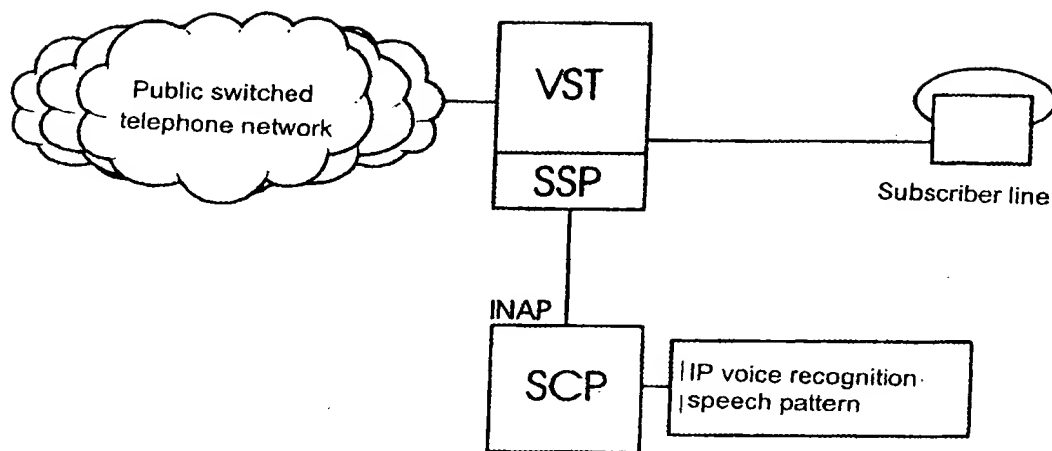 Public switched
telephone network
VST
SSP
Subscriber line
INAP
SCP
IP voice recognition
speech pattern